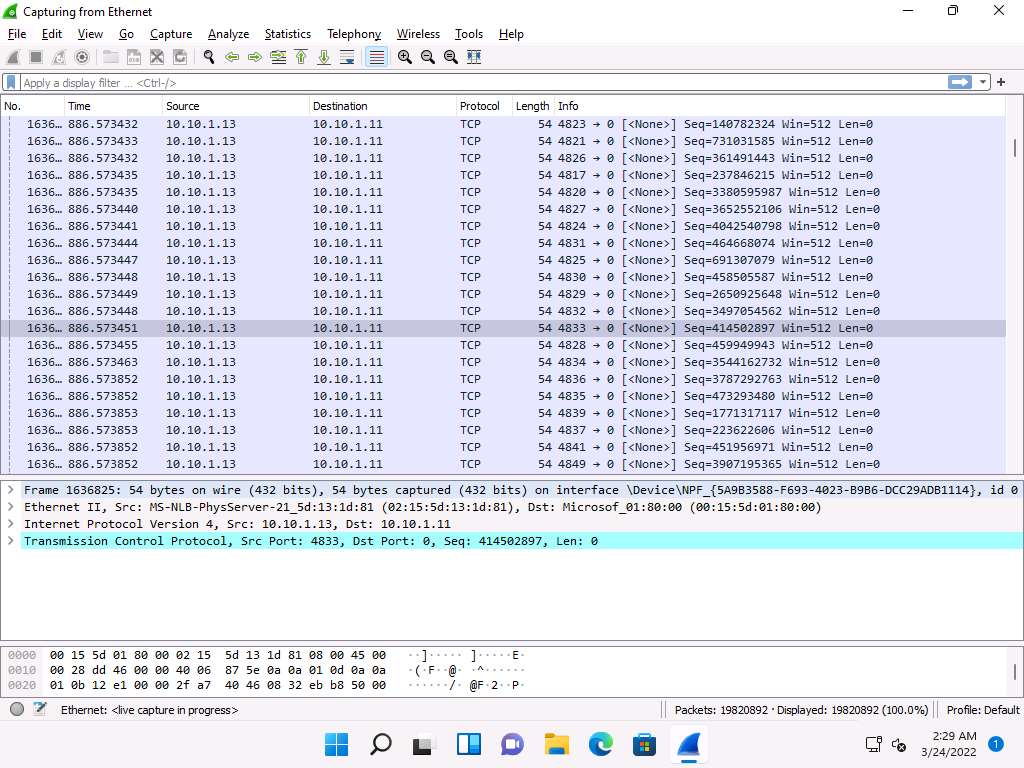 Capturing from Ethernet
File Edit View Go Capture Analyze Statistics Telephony Wireless Tools Help
Apply a display filter ... <Ctrl-/>
No. Time Source Destination Protocol Length Info
1636… 886.573432 10.10.1.13 10.10.1.11 TCP 54 4823 → 0 [<None>] Seq=140782324 Win=512 Len=0
1636… 886.573433 10.10.1.13 10.10.1.11 TCP 54 4821 → 0 [<None>] Seq=731031585 Win=512 Len=0
1636… 886.573432 10.10.1.13 10.10.1.11 TCP 54 4826 → 0 [<None>] Seq=361491443 Win=512 Len=0
1636… 886.573435 10.10.1.13 10.10.1.11 TCP 54 4817 → 0 [<None>] Seq=237846215 Win=512 Len=0
1636… 886.573435 10.10.1.13 10.10.1.11 TCP 54 4820 → 0 [<None>] Seq=3380595987 Win=512 Len=0
1636… 886.573440 10.10.1.13 10.10.1.11 TCP 54 4827 → 0 [<None>] Seq=3652552106 Win=512 Len=0
1636… 886.573441 10.10.1.13 10.10.1.11 TCP 54 4824 → 0 [<None>] Seq=4042540798 Win=512 Len=0
1636… 886.573444 10.10.1.13 10.10.1.11 TCP 54 4831 → 0 [<None>] Seq=464668074 Win=512 Len=0
1636… 886.573447 10.10.1.13 10.10.1.11 TCP 54 4825 → 0 [<None>] Seq=691307079 Win=512 Len=0
1636… 886.573448 10.10.1.13 10.10.1.11 TCP 54 4830 → 0 [<None>] Seq=458505587 Win=512 Len=0
1636… 886.573449 10.10.1.13 10.10.1.11 TCP 54 4829 → 0 [<None>] Seq=2650925648 Win=512 Len=0
1636… 886.573448 10.10.1.13 10.10.1.11 TCP 54 4832 → 0 [<None>] Seq=3497054562 Win=512 Len=0
1636… 886.573451 10.10.1.13 10.10.1.11 TCP 54 4833 → 0 [<None>] Seq=414502897 Win=512 Len=0
1636… 886.573455 10.10.1.13 10.10.1.11 TCP 54 4828 → 0 [<None>] Seq=459949943 Win=512 Len=0
1636… 886.573463 10.10.1.13 10.10.1.11 TCP 54 4834 → 0 [<None>] Seq=3544162732 Win=512 Len=0
1636… 886.573852 10.10.1.13 10.10.1.11 TCP 54 4836 → 0 [<None>] Seq=3787292763 Win=512 Len=0
1636… 886.573852 10.10.1.13 10.10.1.11 TCP 54 4835 → 0 [<None>] Seq=473293480 Win=512 Len=0
1636… 886.573853 10.10.1.13 10.10.1.11 TCP 54 4839 → 0 [<None>] Seq=1771317117 Win=512 Len=0
1636… 886.573853 10.10.1.13 10.10.1.11 TCP 54 4837 → 0 [<None>] Seq=223622606 Win=512 Len=0
1636… 886.573852 10.10.1.13 10.10.1.11 TCP 54 4841 → 0 [<None>] Seq=451956971 Win=512 Len=0
1636… 886.573852 10.10.1.13 10.10.1.11 TCP 54 4849 → 0 [<None>] Seq=3907195365 Win=512 Len=0
Frame 1636825: 54 bytes on wire (432 bits), 54 bytes captured (432 bits) on interface \Device\NPF_{5A9B3588-F693-4023-B9B6-DCC29ADB1114}, id 0
Ethernet II, Src: MS-NLB-PhysServer-21_5d:13:1d:81 (02:15:5d:13:1d:81), Dst: Microsof_01:80:00 (00:15:5d:01:80:00)
Internet Protocol Version 4, Src: 10.10.1.13, Dst: 10.10.1.11
Transmission Control Protocol, Src Port: 4833, Dst Port: 0, Seq: 414502897, Len: 0
0000 00 15 5d 01 80 00 02 15 5d 13 1d 81 08 00 45 00 ··]····· ]·····E·
0010 00 28 dd 46 00 00 40 06 87 5e 0a 0a 01 0d 0a 0a ·(·F··@· ·^······
0020 01 0b 12 e1 00 00 2f a7 40 46 08 32 eb b8 50 00 ······/· @F·2··P·
Ethernet: <live capture in progress>
Packets: 19820892 · Displayed: 19820892 (100.0%)
Profile: Default
2:29 AM
3/24/2022
1